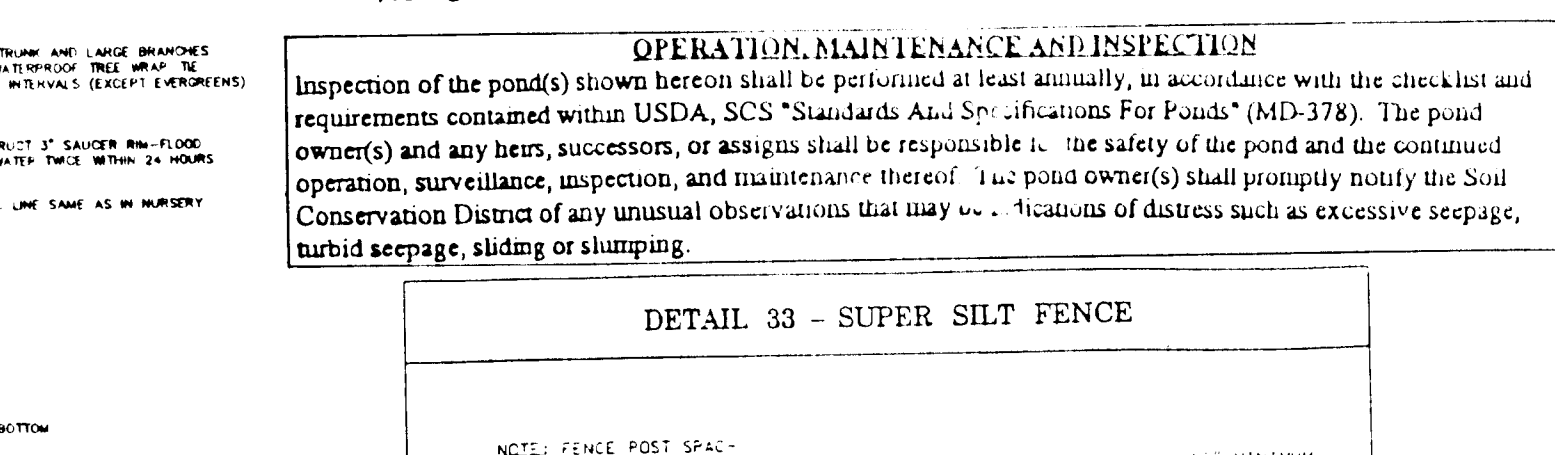 TRUNK AND LARGE BRANCHES
WATERPROOF TREE WRAP TIE
INTERVALS (EXCEPT EVERGREENS)
RUCT 3" SAUCER RIM-FLOOD
WATER TWICE WITHIN 24 HOURS
LINE SAME AS IN NURSERY
BOTTOM
OPERATION, MAINTENANCE AND INSPECTION
Inspection of the pond(s) shown hereon shall be performed at least annually, in accordance with the checklist and
requirements contained within USDA, SCS "Standards And Specifications For Ponds" (MD-378). The pond
owner(s) and any heirs, successors, or assigns shall be responsible the safety of the pond and the continued
operation, surveillance, inspection, and maintenance thereof. The pond owner(s) shall promptly notify the Soil
Conservation District of any unusual observations that may be indications of distress such as excessive seepage,
turbid seepage, sliding or slumping.
DETAIL 33 - SUPER SILT FENCE
NOTE: FENCE POST SPAC-